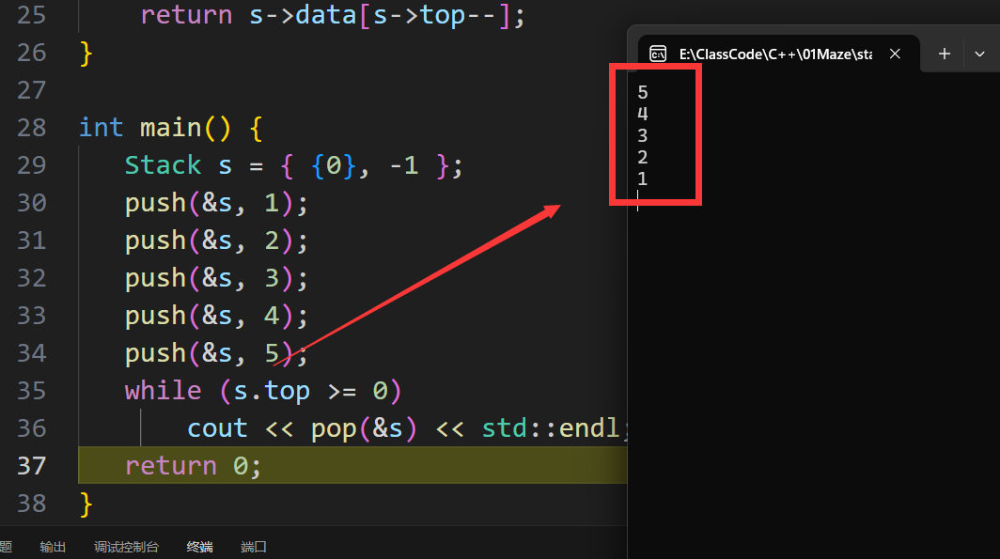 25 return s->data[s->top--];
26 }
27
28 int main() {
29 Stack s = { {0}, -1 };
30 push(&s, 1);
31 push(&s, 2);
32 push(&s, 3);
33 push(&s, 4);
34 push(&s, 5);
35 while (s.top >= 0)
36 cout << pop(&s) << std::endl;
37 return 0;
38 }
题 输出 调试控制台 终端 端口
E:\ClassCode\C++\01Maze\sta
5
4
3
2
1